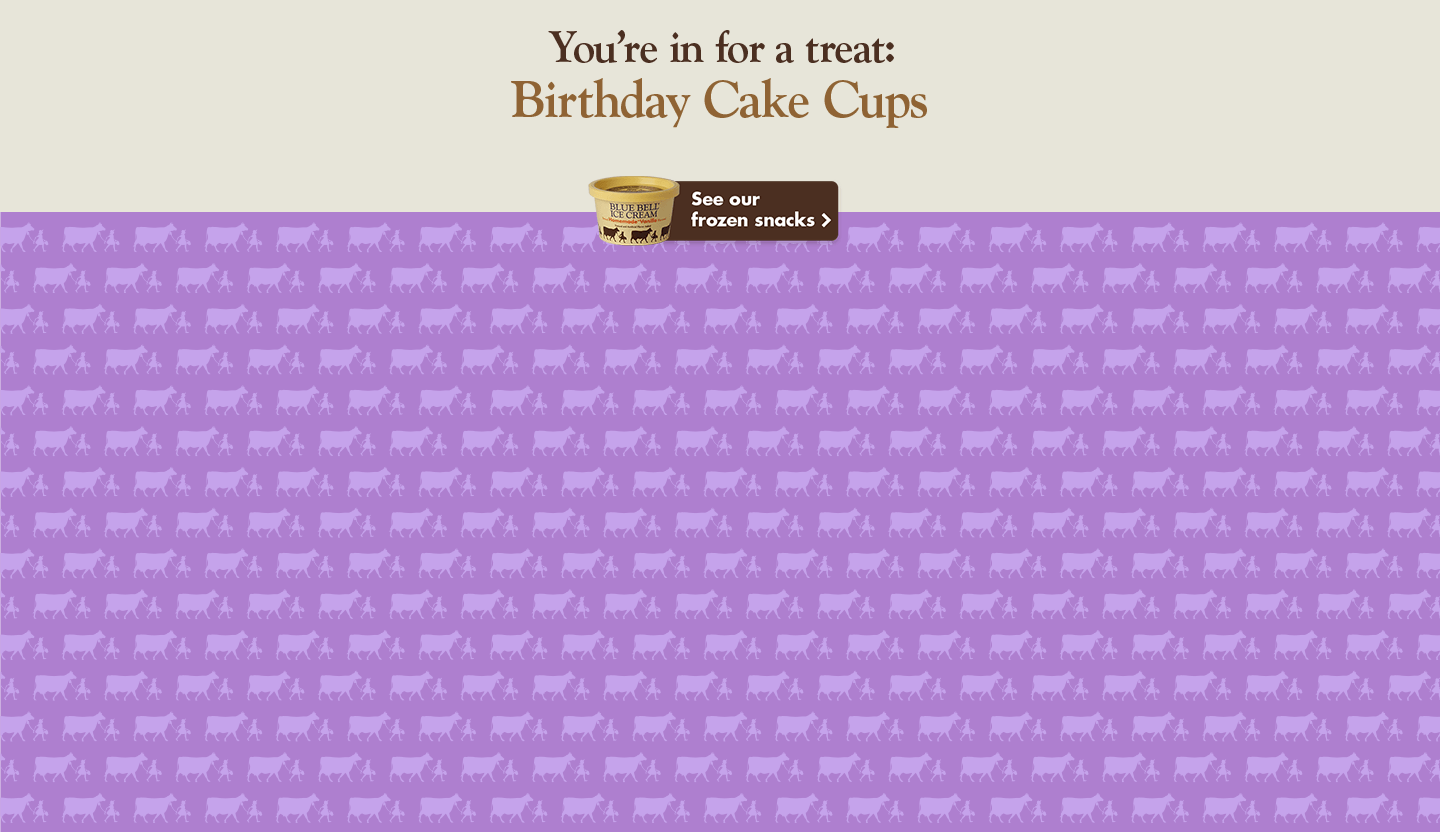 You're in for a treat:
Birthday Cake Cups
See our
frozen snacks
BLUE BELL
ICE CREAM
Homemade Vanilla